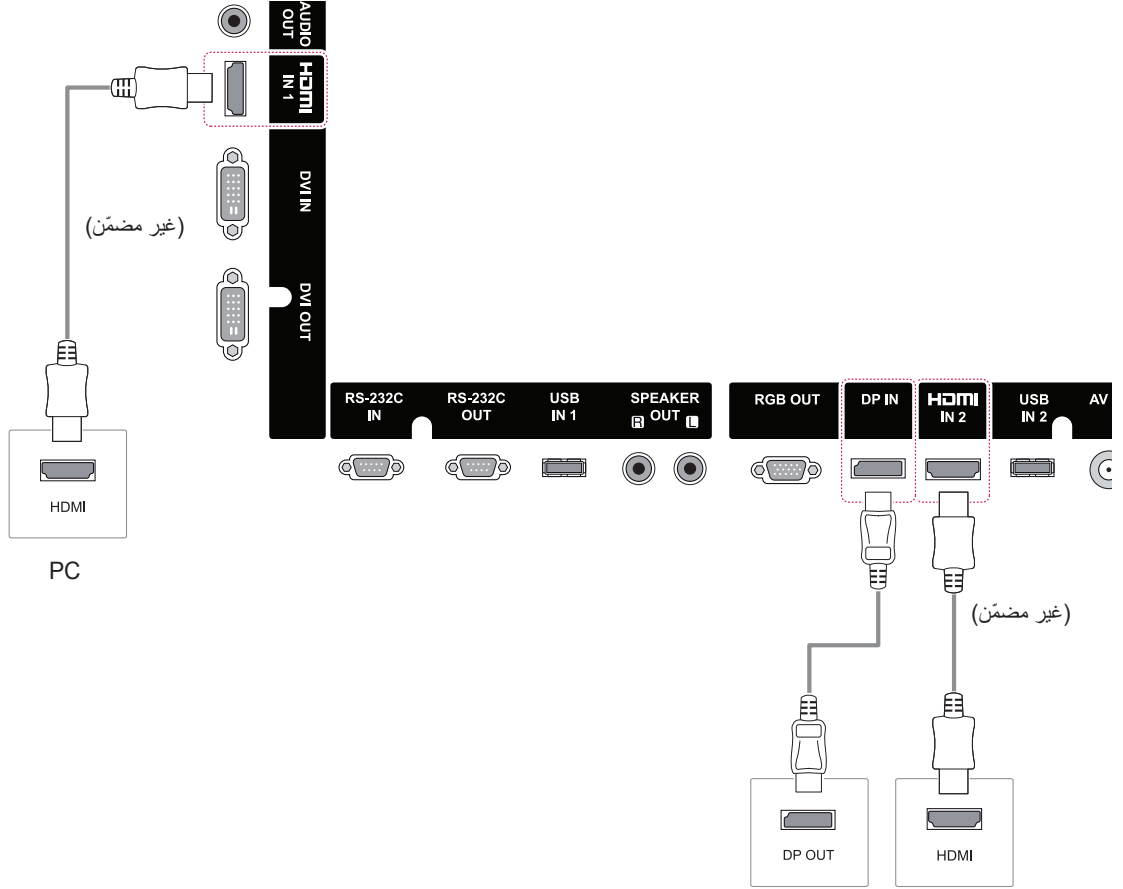 AUDIO
OUT
HDMI
IN 1
DVI IN
(غير مضمّن)
DVI OUT
RS-232C
IN
RS-232C
OUT
USB
IN 1
SPEAKER
OUT
R
L
RGB OUT
DP IN
HDMI
IN 2
USB
IN 2
AV
HDMI
PC
(غير مضمّن)
DP OUT
HDMI